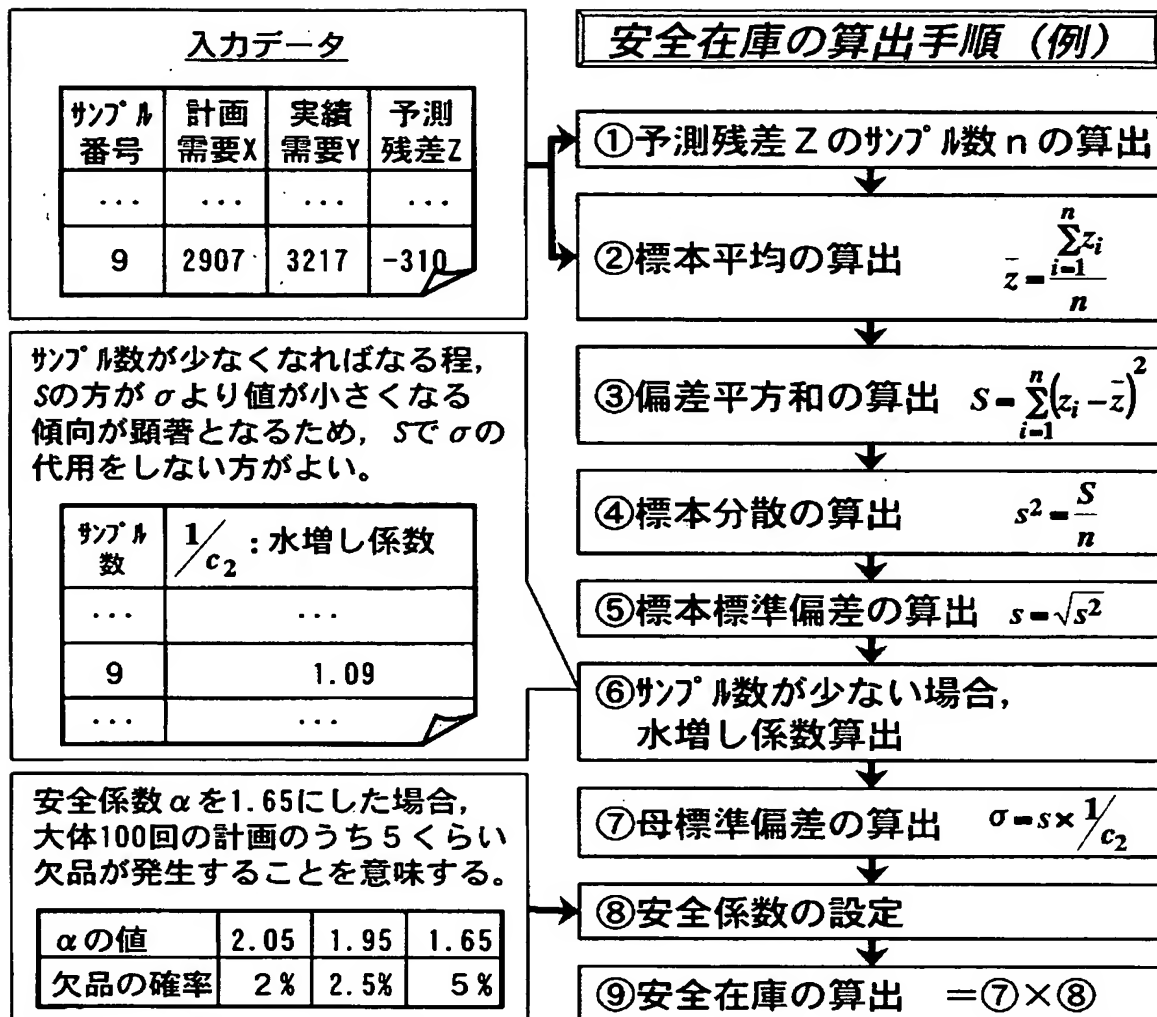 入力データ
サンプル番号 計画需要X 実績需要Y 予測残差Z
... ... ... ...
9 2907 3217 -310
サンプル数が少なくなればなる程,
Sの方がσより値が小さくなる
傾向が顕著となるため, Sでσの
代用をしない方がよい。
サンプル数 1/c₂:水増し係数
... ...
9 1.09
... ...
安全係数αを1.65にした場合,
大体100回の計画のうち5くらい
欠品が発生することを意味する。
αの値 2.05 1.95 1.65
欠品の確率 2% 2.5% 5%
安全在庫の算出手順(例)
①予測残差Zのサンプル数nの算出
②標本平均の算出 z̄=∑ⁿᵢ₌₁zᵢ/n
③偏差平方和の算出 S=∑ⁿᵢ₌₁(zᵢ-z̄)²
④標本分散の算出 s²=S/n
⑤標本標準偏差の算出 s=√s²
⑥サンプル数が少ない場合,
水増し係数算出
⑦母標準偏差の算出 σ=s×1/c₂
⑧安全係数の設定
⑨安全在庫の算出 =⑦×⑧